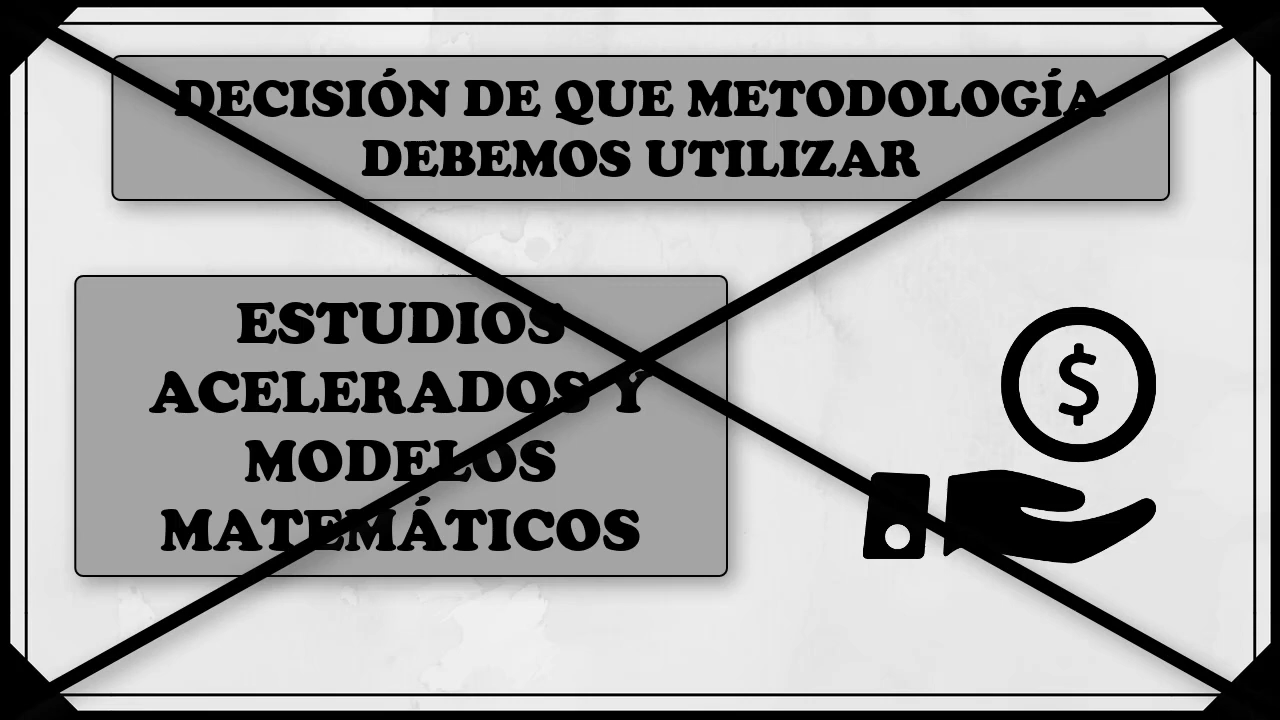 DECISIÓN DE QUE METODOLOGÍA
DEBEMOS UTILIZAR
ESTUDIOS
ACELERADOS Y
MODELOS
MATEMÁTICOS
$